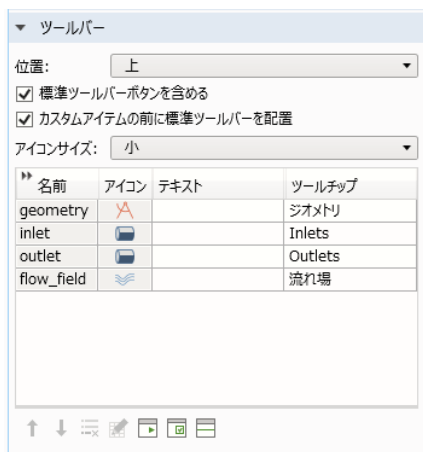 ツールバー
位置: 上
標準ツールバーボタンを含める
カスタムアイテムの前に標準ツールバーを配置
アイコンサイズ: 小
名前 アイコン テキスト ツールチップ
geometry ジオメトリ
inlet Inlets
outlet Outlets
flow_field 流れ場